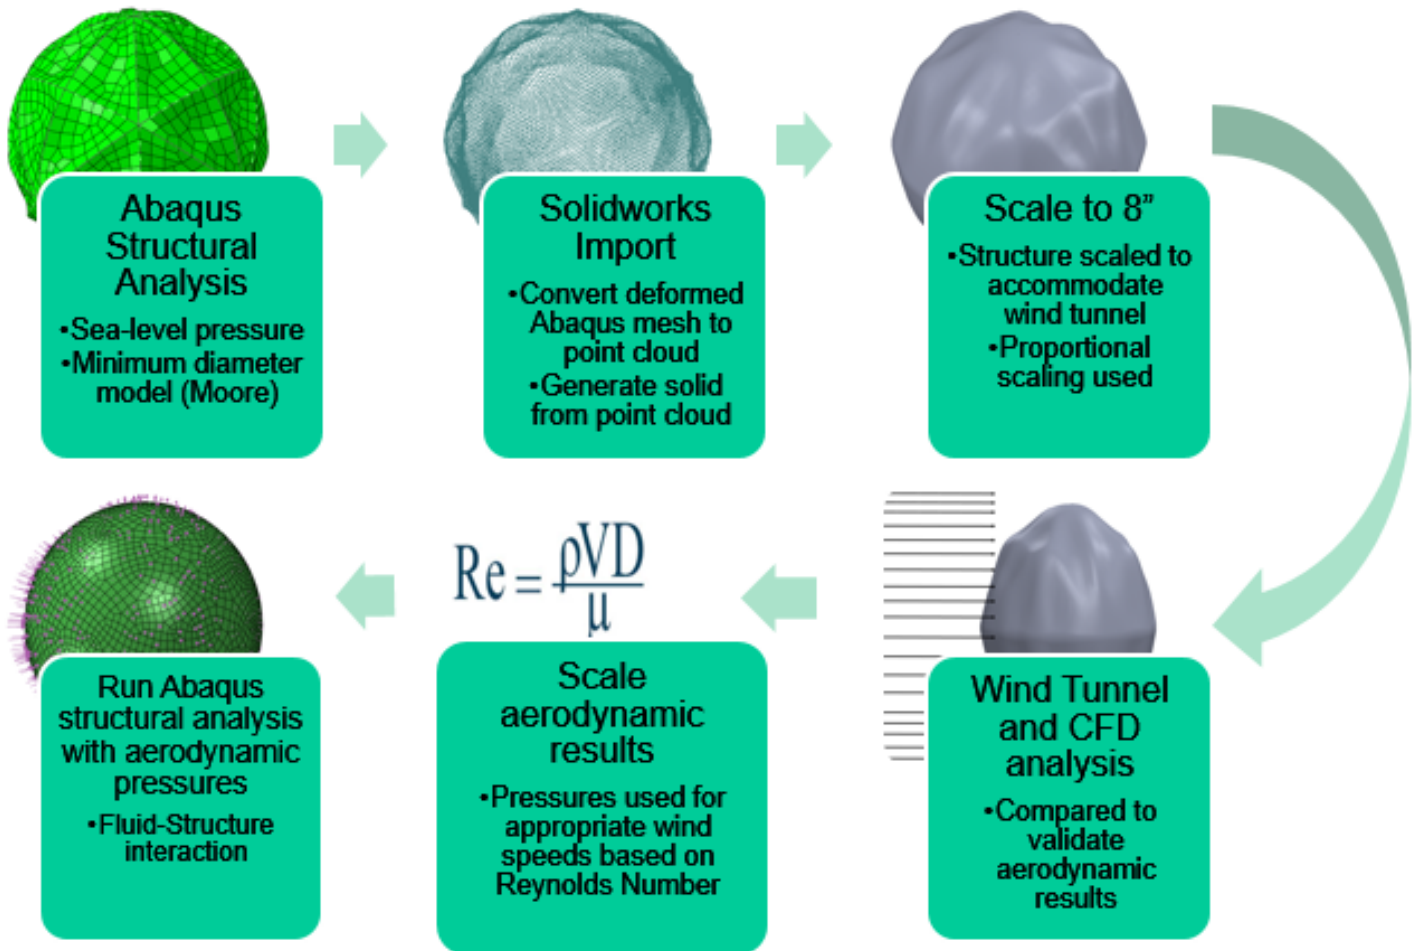 Abaqus
Structural
Analysis
•Sea-level pressure
•Minimum diameter
model (Moore)
Solidworks
Import
•Convert deformed
Abaqus mesh to
point cloud
•Generate solid
from point cloud
Scale to 8”
•Structure scaled to
accommodate
wind tunnel
•Proportional
scaling used
Wind Tunnel
and CFD
analysis
•Compared to
validate
aerodynamic
results
Re = ρVD
μ
Scale
aerodynamic
results
•Pressures used for
appropriate wind
speeds based on
Reynolds Number
Run Abaqus
structural analysis
with aerodynamic
pressures
•Fluid-Structure
interaction